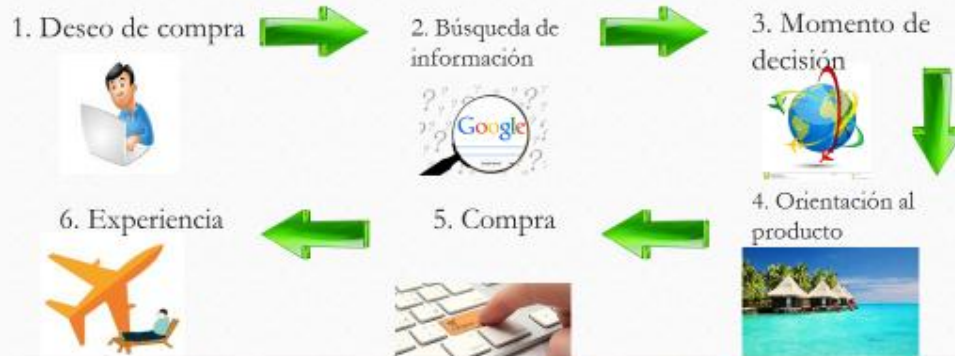 1. Deseo de compra
2. Búsqueda de
información
3. Momento de
decisión
Google
4. Orientación al
producto
5. Compra
6. Experiencia